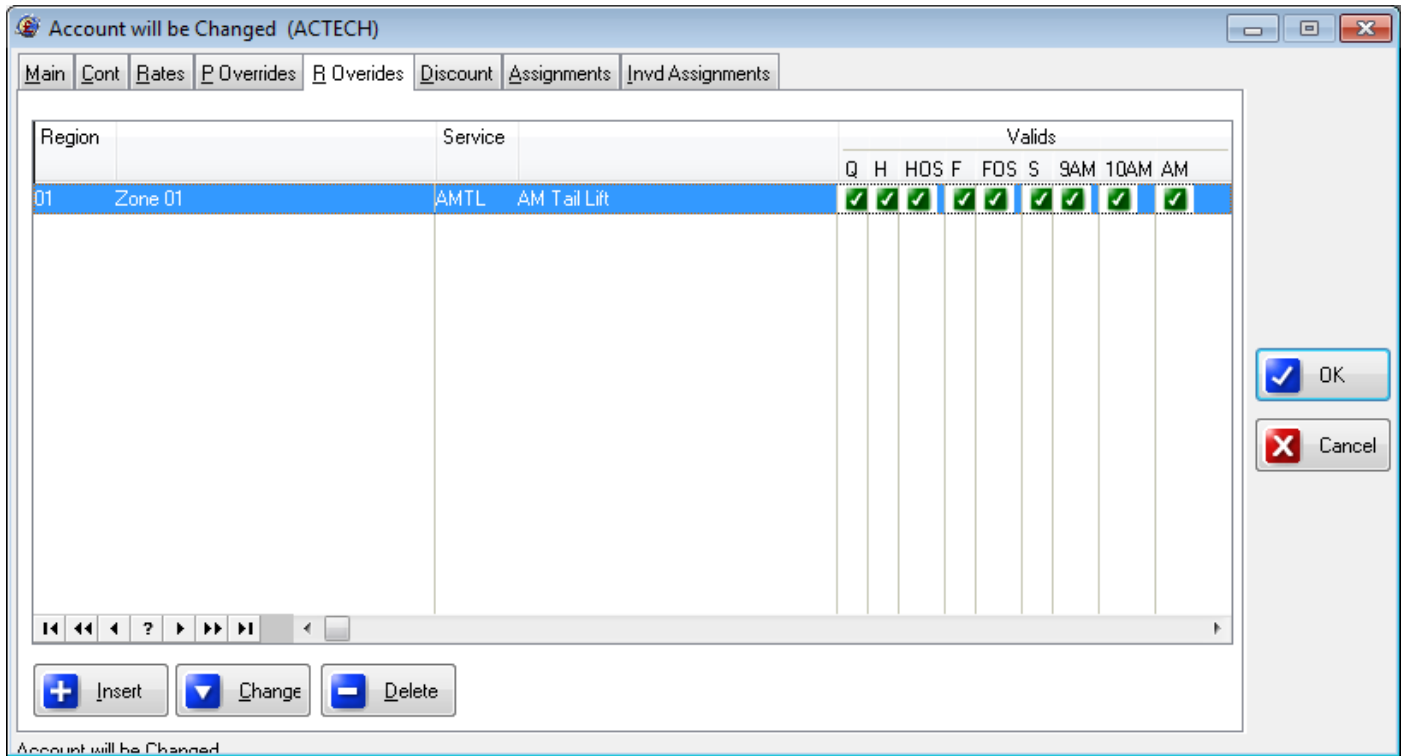 Account will be Changed (ACTECH)
Main Cont Rates P Overrides R Overides Discount Assignments Invd Assignments
Region Service Valids
Q H HOS F FOS S 9AM 10AM AM
01 Zone 01 AMTL AM Tail Lift
OK
Cancel
?
Insert Change Delete
Account will be Changed